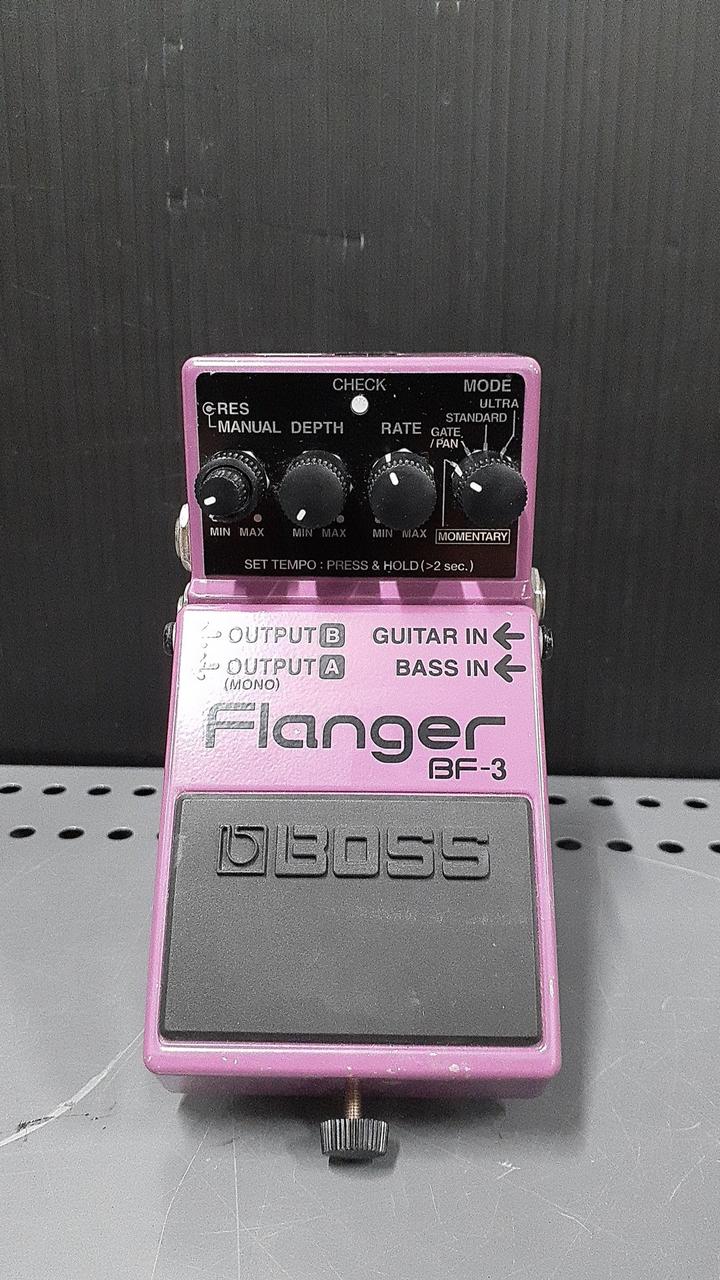 CHECK
MODE
RES
MANUAL
DEPTH
RATE
GATE
/PAN
STANDARD
ULTRA
MIN MAX
MIN MAX
MIN MAX
MOMENTARY
SET TEMPO : PRESS & HOLD (>2 sec.)
OUTPUT B
GUITAR IN ←
OUTPUT A
(MONO)
BASS IN ←
Flanger
BF-3
BOSS